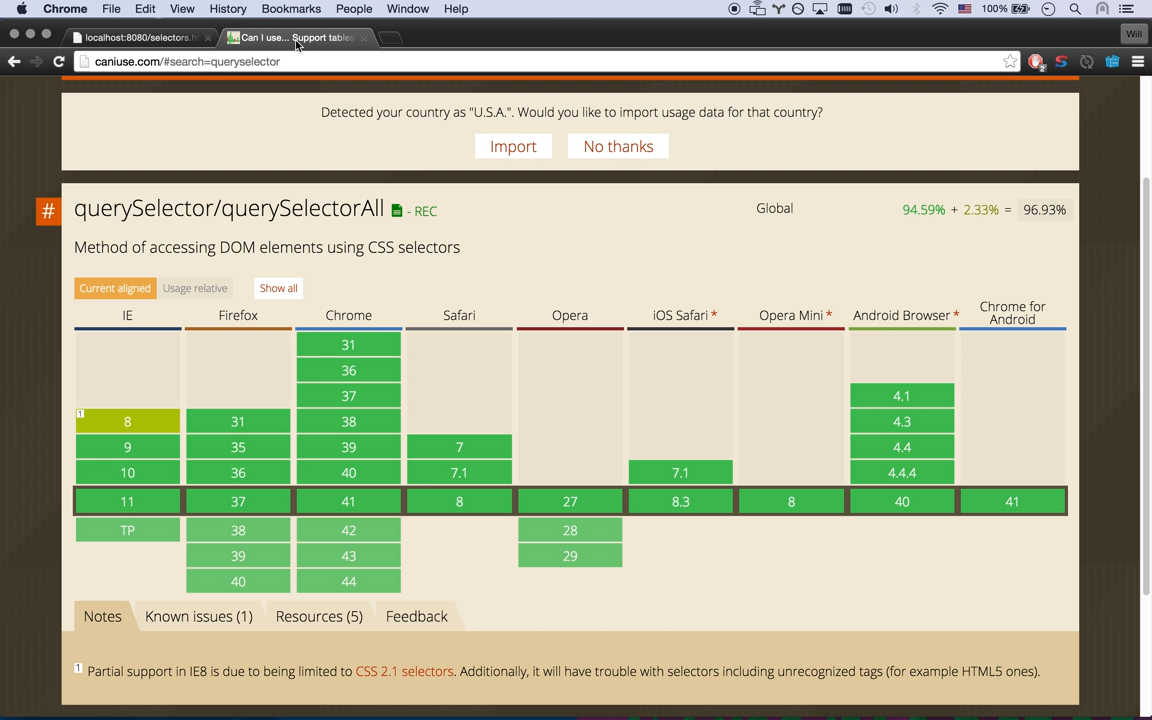 Chrome File Edit View History Bookmarks People Window Help 100%
localhost:8080/selectors.h Can I use... Support tables Will
caniuse.com/#search=queryselector 2
Detected your country as "U.S.A.". Would you like to import usage data for that country?
Import No thanks
# querySelector/querySelectorAll - REC Global 94.59% + 2.33% = 96.93%
Method of accessing DOM elements using CSS selectors
Current aligned Usage relative Show all
IE Firefox Chrome Safari Opera iOS Safari * Opera Mini * Android Browser * Chrome for Android
31
36
37 4.1
1 8 31 38 4.3
9 35 39 7 4.4
10 36 40 7.1 7.1 4.4.4
11 37 41 8 27 8.3 8 40 41
TP 38 42 28
39 43 29
40 44
Notes Known issues (1) Resources (5) Feedback
1 Partial support in IE8 is due to being limited to CSS 2.1 selectors. Additionally, it will have trouble with selectors including unrecognized tags (for example HTML5 ones).